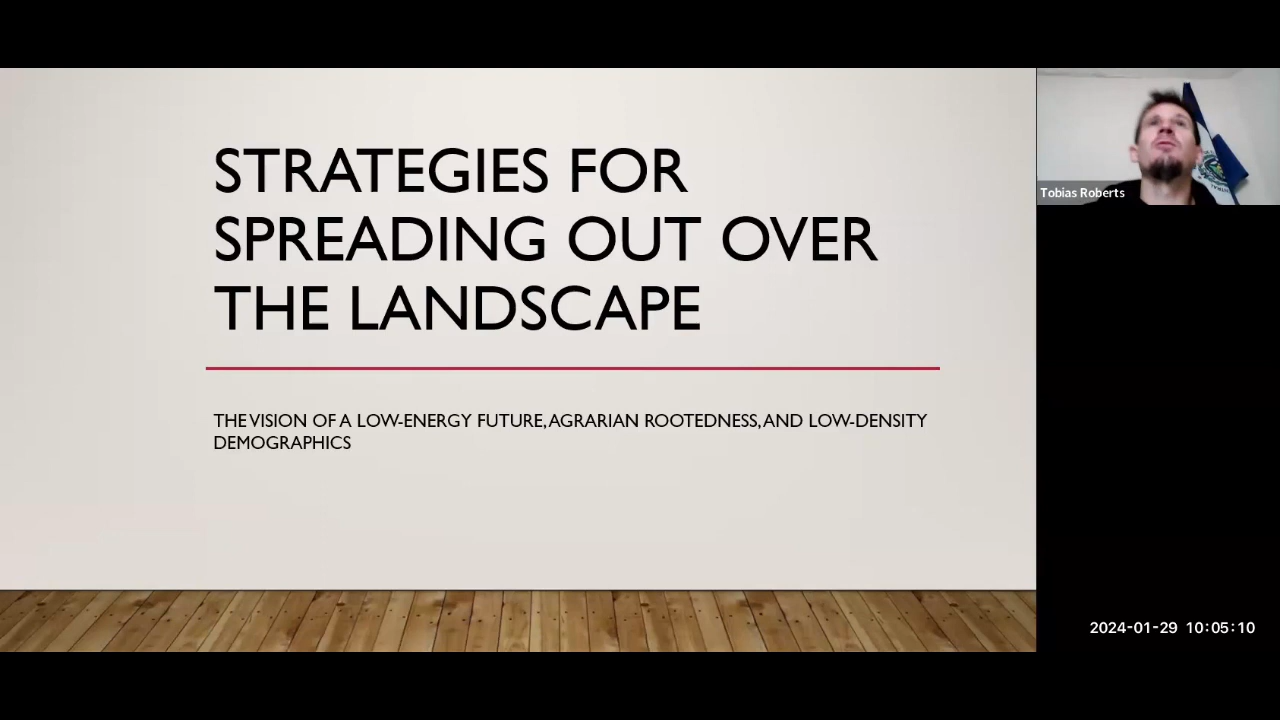 STRATEGIES FOR
SPREADING OUT OVER
THE LANDSCAPE
THE VISION OF A LOW-ENERGY FUTURE, AGRARIAN ROOTEDNESS, AND LOW-DENSITY
DEMOGRAPHICS
Tobias Roberts
2024-01-29 10:05:10